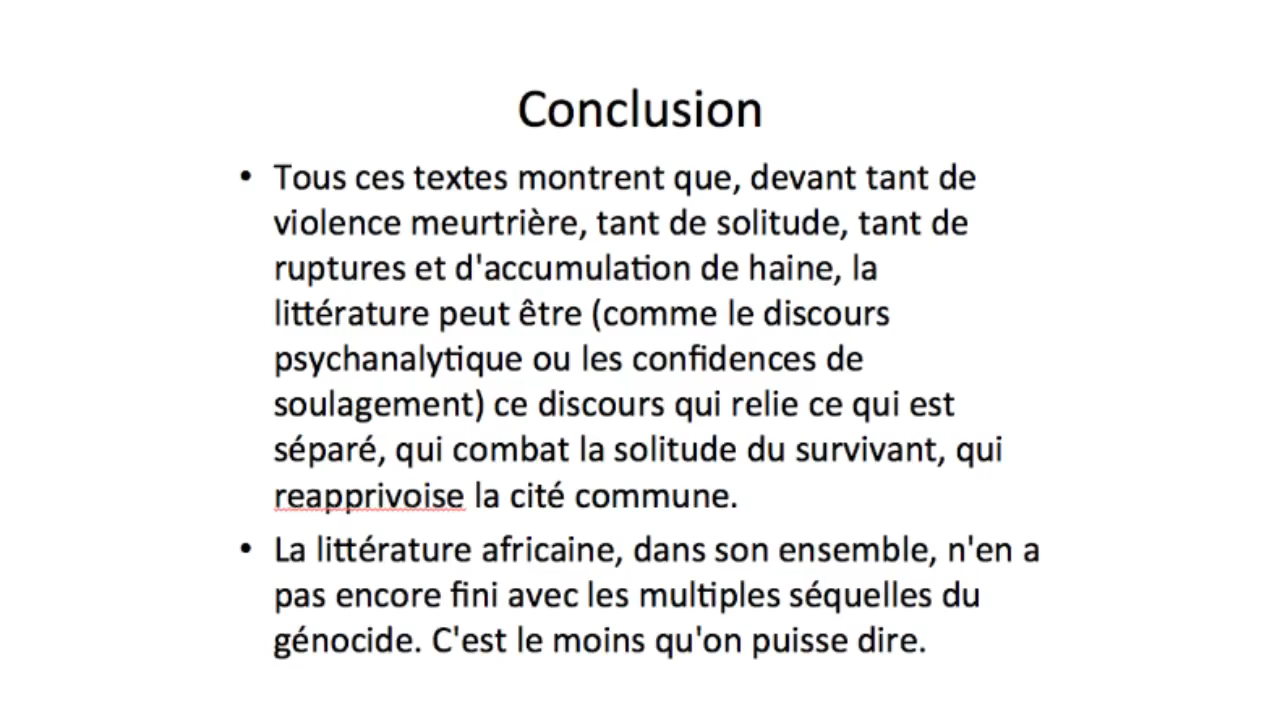 Conclusion
• Tous ces textes montrent que, devant tant de
violence meurtrière, tant de solitude, tant de
ruptures et d'accumulation de haine, la
littérature peut être (comme le discours
psychanalytique ou les confidences de
soulagement) ce discours qui relie ce qui est
séparé, qui combat la solitude du survivant, qui
reapprivoise la cité commune.
• La littérature africaine, dans son ensemble, n'en a
pas encore fini avec les multiples séquelles du
génocide. C'est le moins qu'on puisse dire.